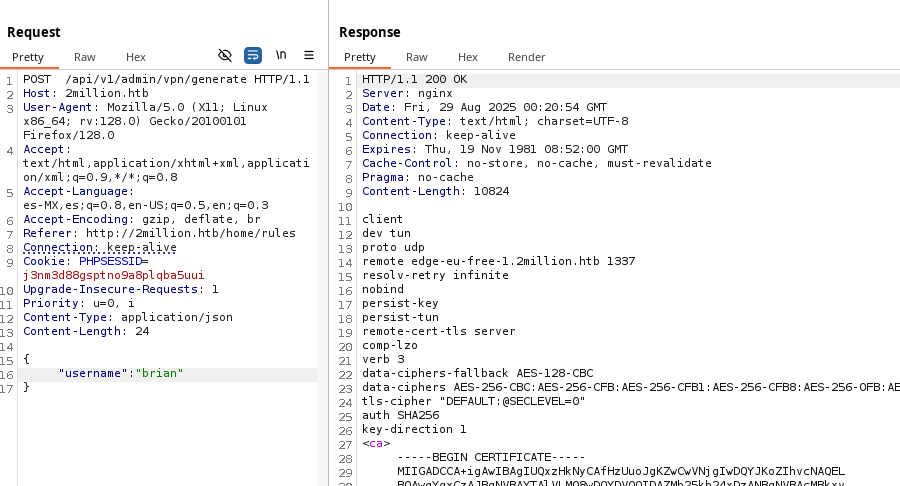 Request
Pretty Raw Hex \n
1 POST /api/v1/admin/vpn/generate HTTP/1.1
2 Host: 2million.htb
3 User-Agent: Mozilla/5.0 (X11; Linux
x86_64; rv:128.0) Gecko/20100101
Firefox/128.0
4 Accept:
text/html,application/xhtml+xml,applicati
on/xml;q=0.9,*/*;q=0.8
5 Accept-Language:
es-MX,es;q=0.8,en-US;q=0.5,en;q=0.3
6 Accept-Encoding: gzip, deflate, br
7 Referer: http://2million.htb/home/rules
8 Connection: keep-alive
9 Cookie: PHPSESSID=
j3nm3d88gsptno9a8plqba5uui
10 Upgrade-Insecure-Requests: 1
11 Priority: u=0, i
12 Content-Type: application/json
13 Content-Length: 24
14
15 {
16 "username":"brian"
17 }
Response
Pretty Raw Hex Render
1 HTTP/1.1 200 OK
2 Server: nginx
3 Date: Fri, 29 Aug 2025 00:20:54 GMT
4 Content-Type: text/html; charset=UTF-8
5 Connection: keep-alive
6 Expires: Thu, 19 Nov 1981 08:52:00 GMT
7 Cache-Control: no-store, no-cache, must-revalidate
8 Pragma: no-cache
9 Content-Length: 10824
10
11 client
12 dev tun
13 proto udp
14 remote edge-eu-free-1.2million.htb 1337
15 resolv-retry infinite
16 nobind
17 persist-key
18 persist-tun
19 remote-cert-tls server
20 comp-lzo
21 verb 3
22 data-ciphers-fallback AES-128-CBC
23 data-ciphers AES-256-CBC:AES-256-CFB:AES-256-CFB1:AES-256-CFB8:AES-256-OFB:AE
24 tls-cipher "DEFAULT:@SECLEVEL=0"
25 auth SHA256
26 key-direction 1
27 <ca>
28 -----BEGIN CERTIFICATE-----
29 MIIGADCCA+igAwIBAgIUQxzHkNyCAfHzUuoJgKZwCwVNjgIwDQYJKoZIhvcNAQEL